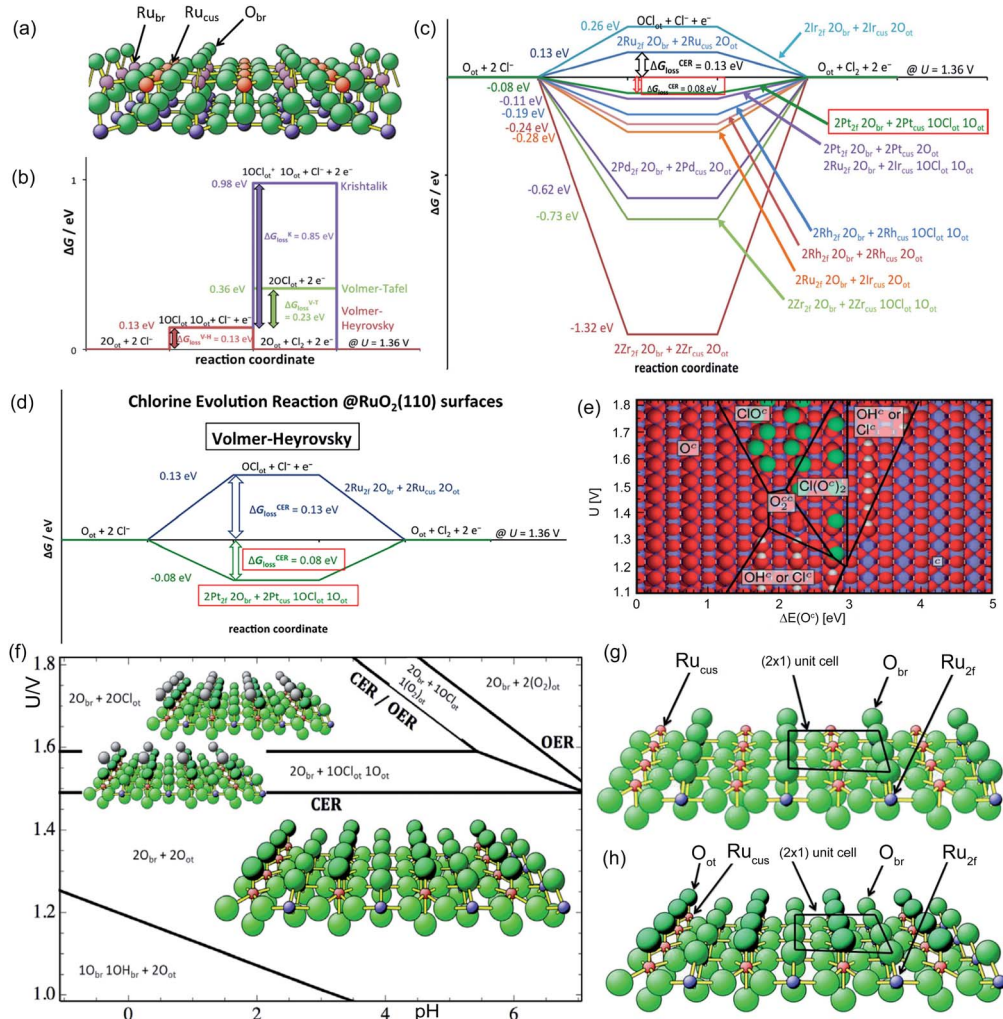 (a)
Ru_br
Ru_cus
O_br
(b)
1
ΔG / eV
0
0.98 eV
1OCl_ot⁺ 1O_ot + Cl⁻ + 2 e⁻
Krishtalik
ΔG_loss^K = 0.85 eV
0.36 eV
2OCl_ot + 2 e⁻
Volmer-Tafel
ΔG_loss^V-T
= 0.23 eV
Volmer-
Heyrovsky
0.13 eV
1OCl_ot 1O_ot + Cl⁻ + e⁻
ΔG_loss^V-H = 0.13 eV
2O_ot + 2 Cl⁻
2O_ot + Cl₂ + 2 e⁻
@ U = 1.36 V
reaction coordinate
(c)
ΔG / eV
0.26 eV
OCl_ot + Cl⁻ + e⁻
2Ir_2f 2O_br + 2Ir_cus 2O_ot
0.13 eV
2Ru_2f 2O_br + 2Ru_cus 2O_ot
ΔG_loss^CER = 0.13 eV
O_ot + 2 Cl⁻
O_ot + Cl₂ + 2 e⁻
@ U = 1.36 V
-0.08 eV
ΔG_loss^CER = 0.08 eV
-0.11 eV
-0.19 eV
-0.24 eV
-0.28 eV
2Pt_2f 2O_br + 2Pt_cus 1OCl_ot 1O_ot
2Pt_2f 2O_br + 2Pt_cus 2O_ot
2Ru_2f 2O_br + 2Ir_cus 1OCl_ot 1O_ot
2Pd_2f 2O_br + 2Pd_cus 2O_ot
-0.62 eV
-0.73 eV
2Rh_2f 2O_br + 2Rh_cus 1OCl_ot 1O_ot
2Rh_2f 2O_br + 2Rh_cus 2O_ot
2Ru_2f 2O_br + 2Ir_cus 2O_ot
2Zr_2f 2O_br + 2Zr_cus 1OCl_ot 1O_ot
-1.32 eV
2Zr_2f 2O_br + 2Zr_cus 2O_ot
reaction coordinate
(d)
Chlorine Evolution Reaction @RuO₂(110) surfaces
Volmer-Heyrovsky
ΔG / eV
0.13 eV
OCl_ot + Cl⁻ + e⁻
2Ru_2f 2O_br + 2Ru_cus 2O_ot
ΔG_loss^CER = 0.13 eV
O_ot + 2 Cl⁻
O_ot + Cl₂ + 2 e⁻
@ U = 1.36 V
ΔG_loss^CER = 0.08 eV
-0.08 eV
2Pt_2f 2O_br + 2Pt_cus 1OCl_ot 1O_ot
reaction coordinate
(e)
U [V]
1.8
1.7
1.6
1.5
1.4
1.3
1.2
1.1
O^c
ClO^c
OH^c or
Cl^c
Cl(O^c)₂
O₂^cc
OH^c or Cl^c
c
0 1 2 3 4 5
ΔE(O^c) [eV]
(f)
U/V
1.8
1.6
1.4
1.2
1.0
2O_br + 2OCl_ot
2O_br + 1OCl_ot
1(O₂)_ot
2O_br + 2(O₂)_ot
CER / OER
OER
2O_br + 1OCl_ot 1O_ot
CER
2O_br + 2O_ot
1O_br 1OH_br + 2O_ot
0 2 4 6
pH
(g)
Ru_cus
(2x1) unit cell
O_br
Ru_2f
(h)
O_ot
Ru_cus
(2x1) unit cell
O_br
Ru_2f